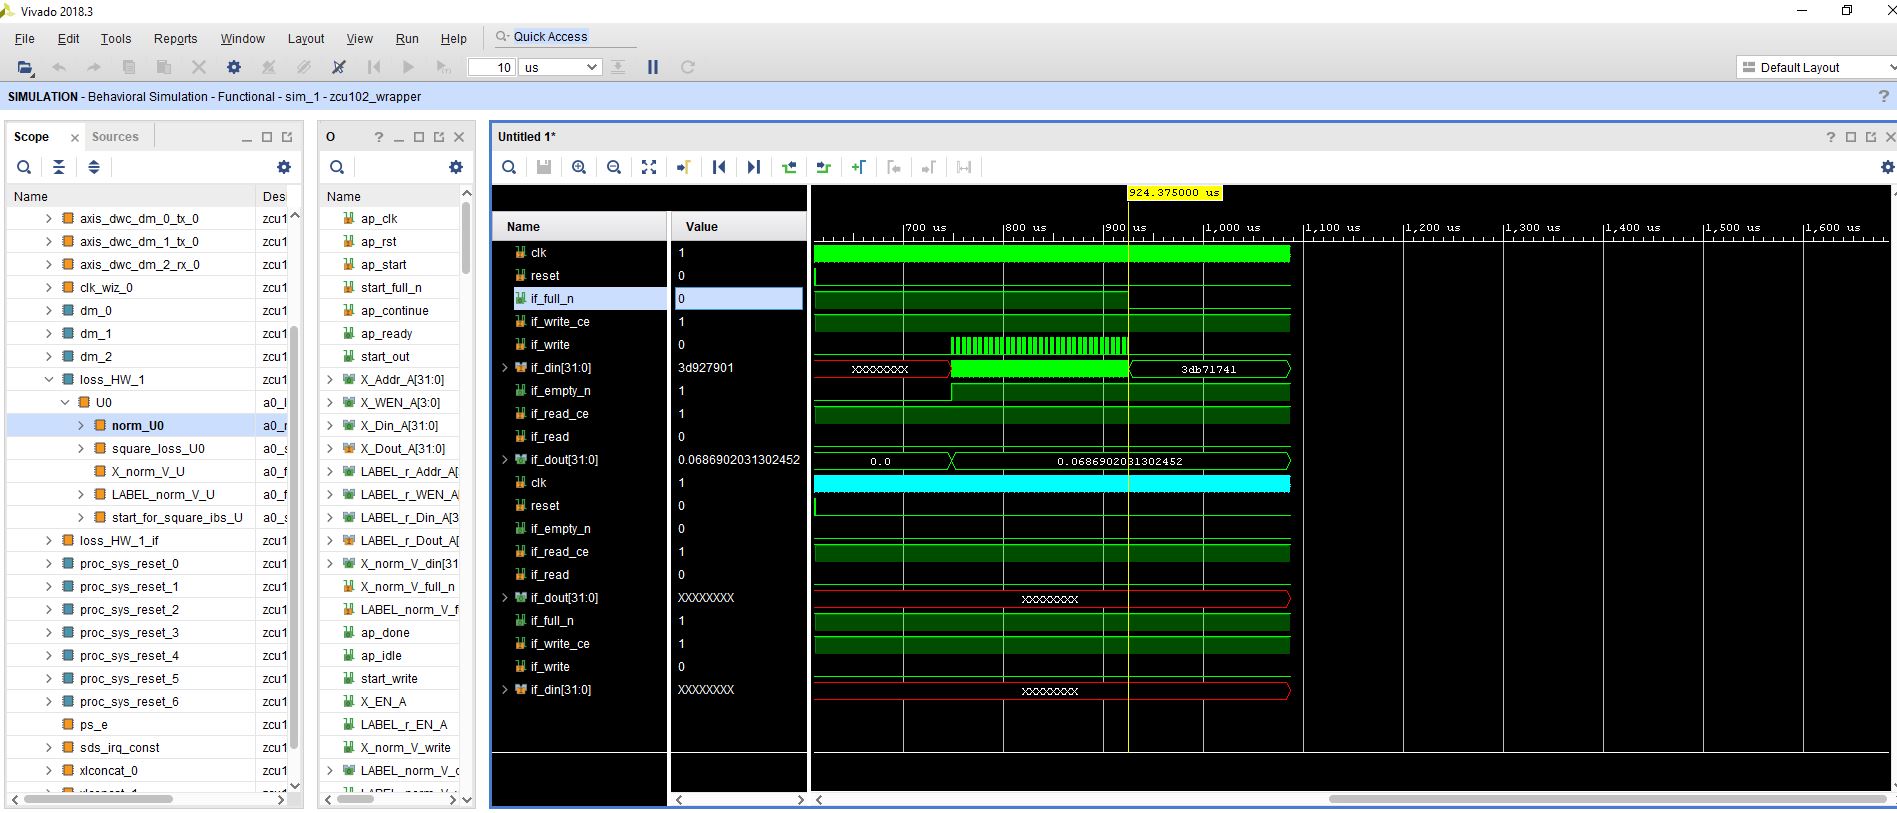 Vivado 2018.3
File Edit Tools Reports Window Layout View Run Help Quick Access
10 us Default Layout
SIMULATION - Behavioral Simulation - Functional - sim_1 - zcu102_wrapper ?
Scope Sources
Name Des
axis_dwc_dm_0_tx_0 zcu1
axis_dwc_dm_1_tx_0 zcu1
axis_dwc_dm_2_rx_0 zcu1
clk_wiz_0 zcu1
dm_0 zcu1
dm_1 zcu1
dm_2 zcu1
loss_HW_1 zcu1
U0 a0_l
norm_U0 a0_r
square_loss_U0 a0_s
X_norm_V_U a0_f
LABEL_norm_V_U a0_f
start_for_square_ibs_U a0_s
loss_HW_1_if zcu1
proc_sys_reset_0 zcu1
proc_sys_reset_1 zcu1
proc_sys_reset_2 zcu1
proc_sys_reset_3 zcu1
proc_sys_reset_4 zcu1
proc_sys_reset_5 zcu1
proc_sys_reset_6 zcu1
ps_e zcu1
sds_irq_const zcu1
xlconcat_0 zcu1
O ?
Name
ap_clk
ap_rst
ap_start
start_full_n
ap_continue
ap_ready
start_out
X_Addr_A[31:0]
X_WEN_A[3:0]
X_Din_A[31:0]
X_Dout_A[31:0]
LABEL_r_Addr_A[
LABEL_r_WEN_A[
LABEL_r_Din_A[3
LABEL_r_Dout_A[
X_norm_V_din[31
X_norm_V_full_n
LABEL_norm_V_f
ap_done
ap_idle
start_write
X_EN_A
LABEL_r_EN_A
X_norm_V_write
LABEL_norm_V_c
Untitled 1* ?
924.375000 us
Name Value
700 us 800 us 900 us 1,000 us 1,100 us 1,200 us 1,300 us 1,400 us 1,500 us 1,600 us
clk 1
reset 0
if_full_n 0
if_write_ce 1
if_write 0
if_din[31:0] 3d927901 XXXXXXXX 3db71741
if_empty_n 1
if_read_ce 1
if_read 0
if_dout[31:0] 0.0686902031302452 0.0 0.0686902031302452
clk 1
reset 0
if_empty_n 0
if_read_ce 1
if_read 0
if_dout[31:0] XXXXXXXX XXXXXXXX
if_full_n 1
if_write_ce 1
if_write 0
if_din[31:0] XXXXXXXX XXXXXXXX